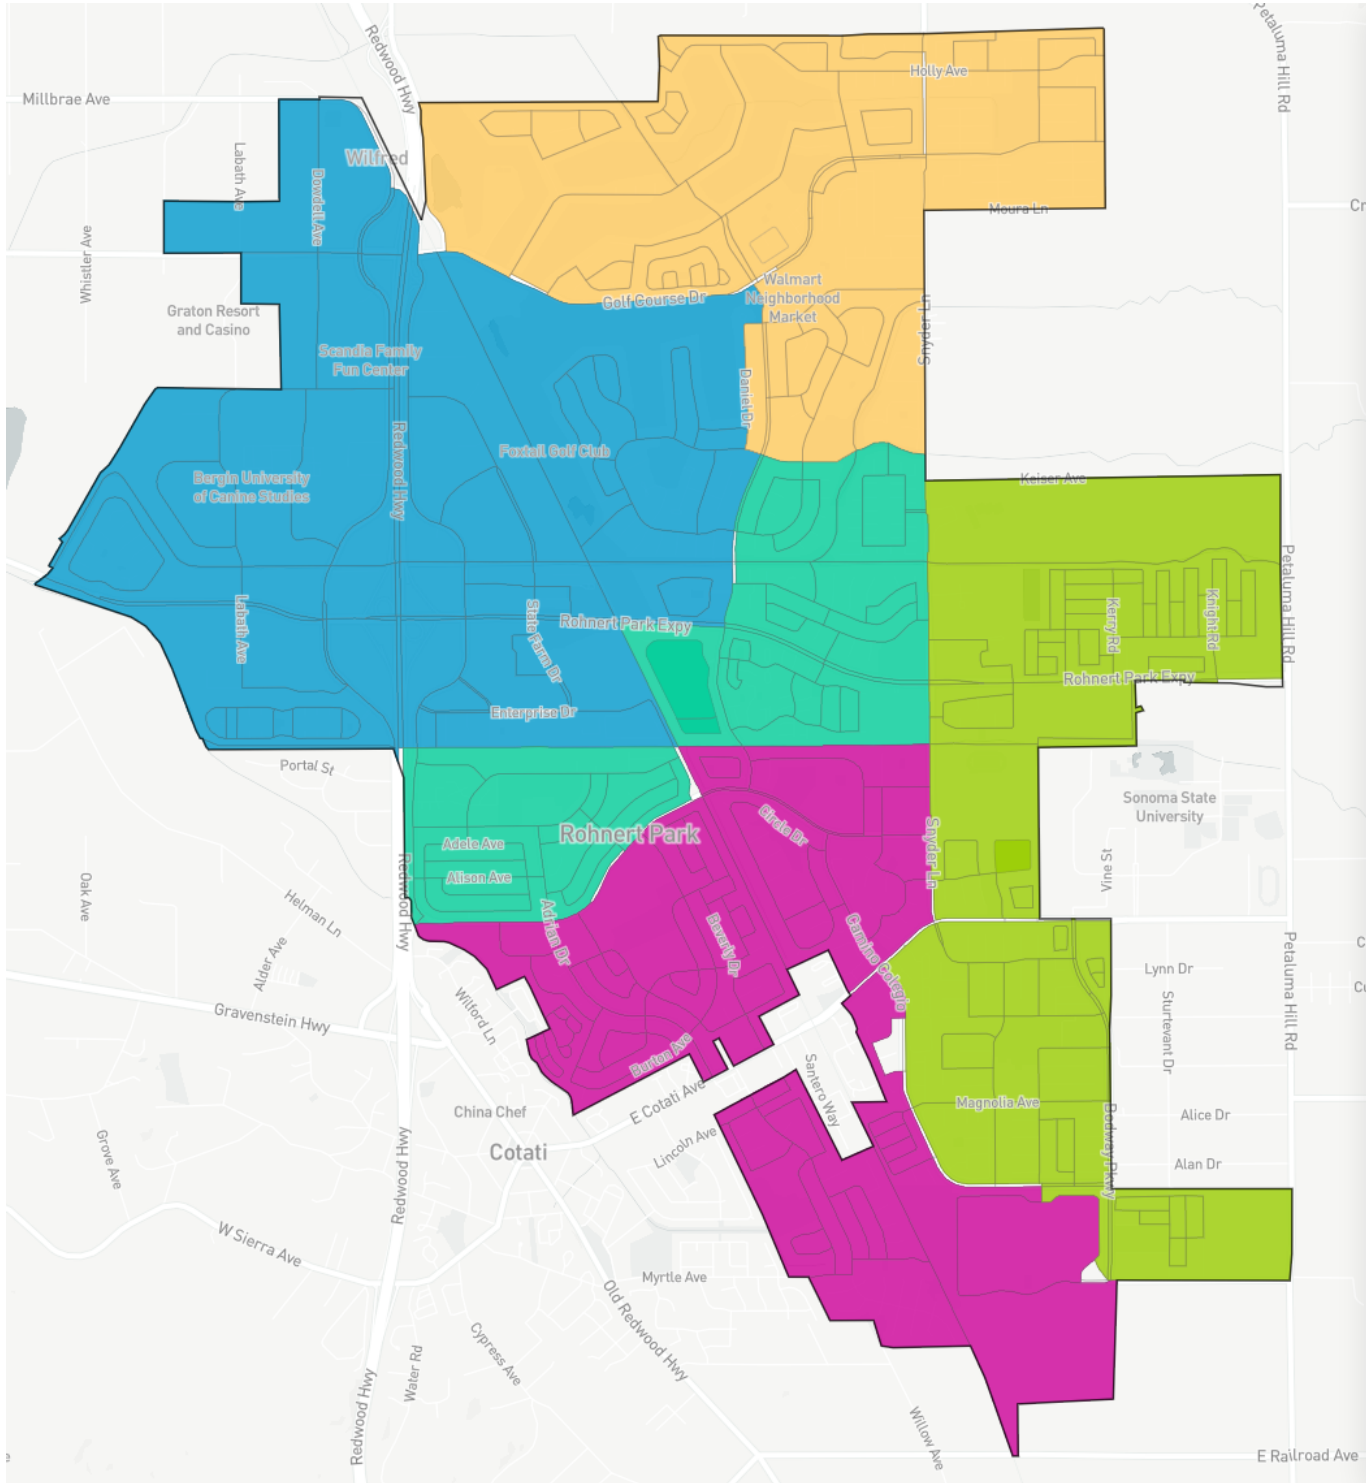 Petaluma Hill Rd
Redwood Hwy
Holly Ave
Millbrae Ave
Wilfred
Labath Ave
Dowdell Ave
Cr
Moura Ln
Whistler Ave
Walmart
Neighborhood
Market
Golf Course Dr
Graton Resort
and Casino
Snyder Ln
Scandia Family
Fun Center
Daniel Dr
Redwood Hwy
Foxtail Golf Club
Bergin University
of Canine Studies
Keiser Ave
Petaluma Hill Rd
Labath Ave
State Farm Dr
Rohnert Park Expy
Kerry Rd
Knight Rd
Rohnert Park Expy
Enterprise Dr
Portal St
Sonoma State
University
Circle Dr
Rohnert Park
Adele Ave
Snyder Ln
Alison Ave
Vine St
Redwood Hwy
Oak Ave
Helman Ln
Adrian Dr
Beverly Dr
Camino Colegio
Petaluma Hill Rd
C
Alder Ave
Lynn Dr
Cu
Gravenstein Hwy
Wilford Ln
Sturtevant Dr
Burton Ave
Santero Way
E Cotati Ave
China Chef
Magnolia Ave
Alice Dr
Lincoln Ave
Cotati
Bodway Pkwy
Grove Ave
Alan Dr
Redwood Hwy
W Sierra Ave
Myrtle Ave
Old Redwood Hwy
Cypress Ave
Water Rd
Redwood Hwy
Willow Ave
e
E Railroad Ave